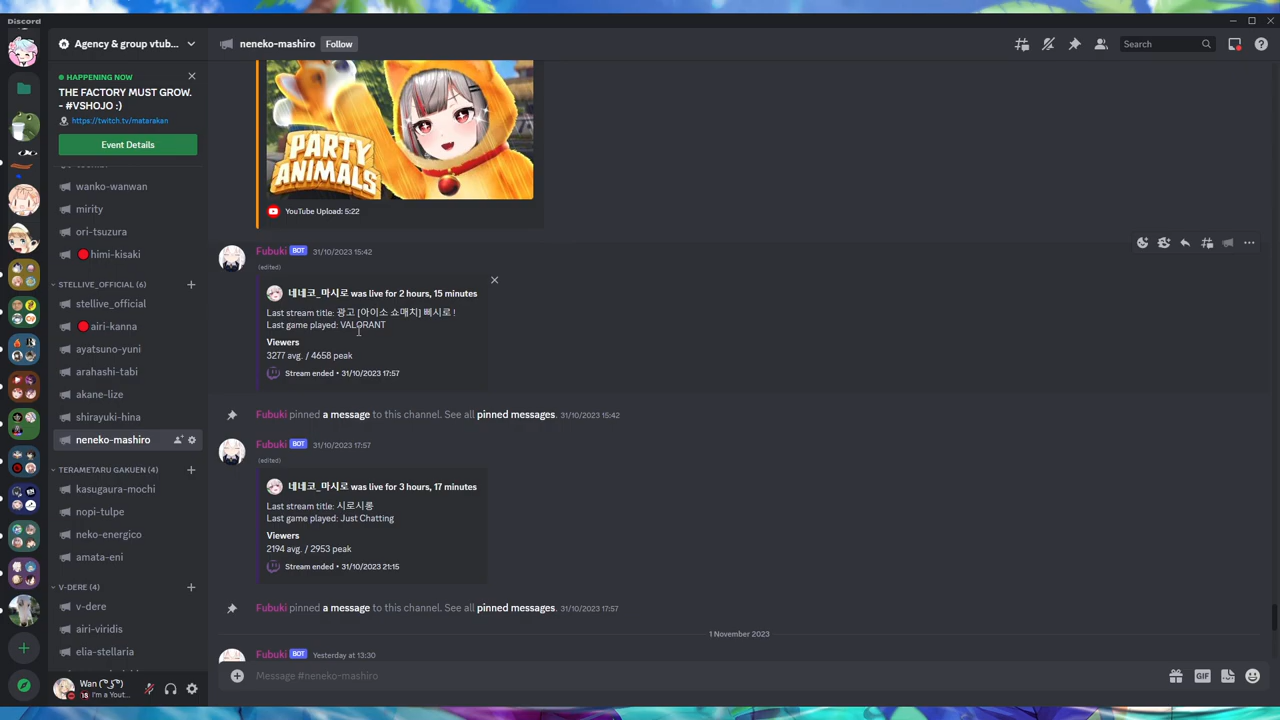 Discord
Agency & group vtub...
neneko-mashiro
Follow
Search
HAPPENING NOW
THE FACTORY MUST GROW.
- #VSHOJO :)
https://twitch.tv/matarakan
Event Details
wanko-wanwan
mirity
ori-tsuzura
himi-kisaki
STELLIVE_OFFICIAL (6)
stellive_official
airi-kanna
ayatsuno-yuni
arahashi-tabi
akane-lize
shirayuki-hina
neneko-mashiro
TERAMETARU GAKUEN (4)
kasugaura-mochi
nopi-tulpe
neko-energico
amata-eni
V-DERE (4)
v-dere
airi-viridis
elia-stellaria
I'm a Yout...
PARTY
ANIMALS
YouTube Upload: 5:22
Fubuki BOT 31/10/2023 15:42
(edited)
네네코_마시로 was live for 2 hours, 15 minutes
Last stream title: 광고 [아이소 쇼매치] 삐시로 !
Last game played: VALORANT
Viewers
3277 avg. / 4658 peak
Stream ended • 31/10/2023 17:57
Fubuki pinned a message to this channel. See all pinned messages. 31/10/2023 15:42
Fubuki BOT 31/10/2023 17:57
(edited)
네네코_마시로 was live for 3 hours, 17 minutes
Last stream title: 시로시롱
Last game played: Just Chatting
Viewers
2194 avg. / 2953 peak
Stream ended • 31/10/2023 21:15
Fubuki pinned a message to this channel. See all pinned messages. 31/10/2023 17:57
1 November 2023
Fubuki BOT Yesterday at 13:30
Message #neneko-mashiro
GIF